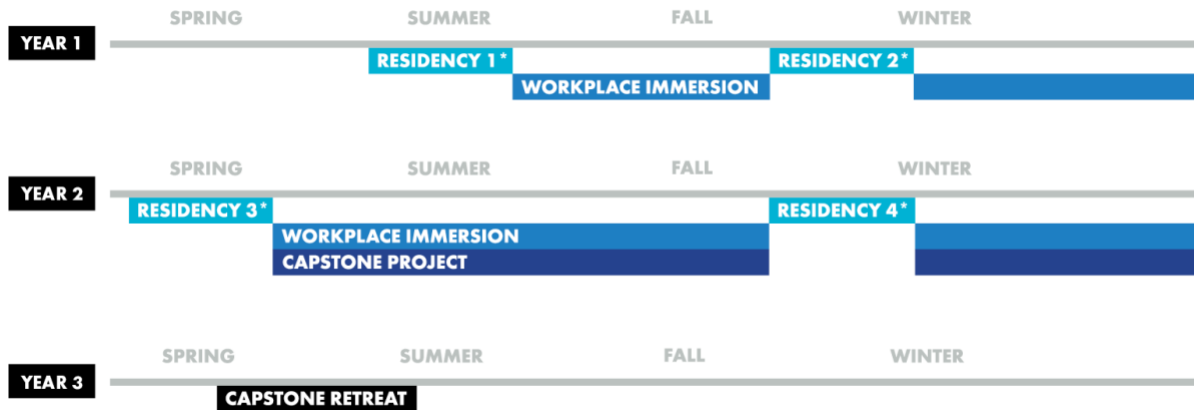 SPRING SUMMER FALL WINTER
YEAR 1
RESIDENCY 1* RESIDENCY 2*
WORKPLACE IMMERSION
SPRING SUMMER FALL WINTER
YEAR 2
RESIDENCY 3* RESIDENCY 4*
WORKPLACE IMMERSION
CAPSTONE PROJECT
SPRING SUMMER FALL WINTER
YEAR 3
CAPSTONE RETREAT